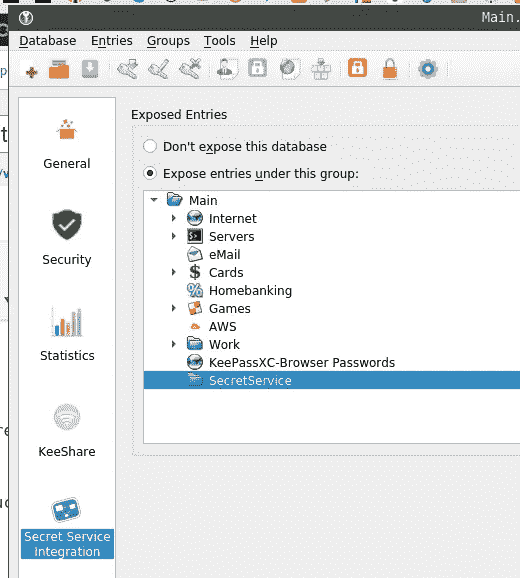 Main.
Database Entries Groups Tools Help
Exposed Entries
Don't expose this database
Expose entries under this group:
Main
Internet
Servers
eMail
Cards
Homebanking
Games
AWS
Work
KeePassXC-Browser Passwords
SecretService
General
Security
Statistics
KeeShare
Secret Service
Integration